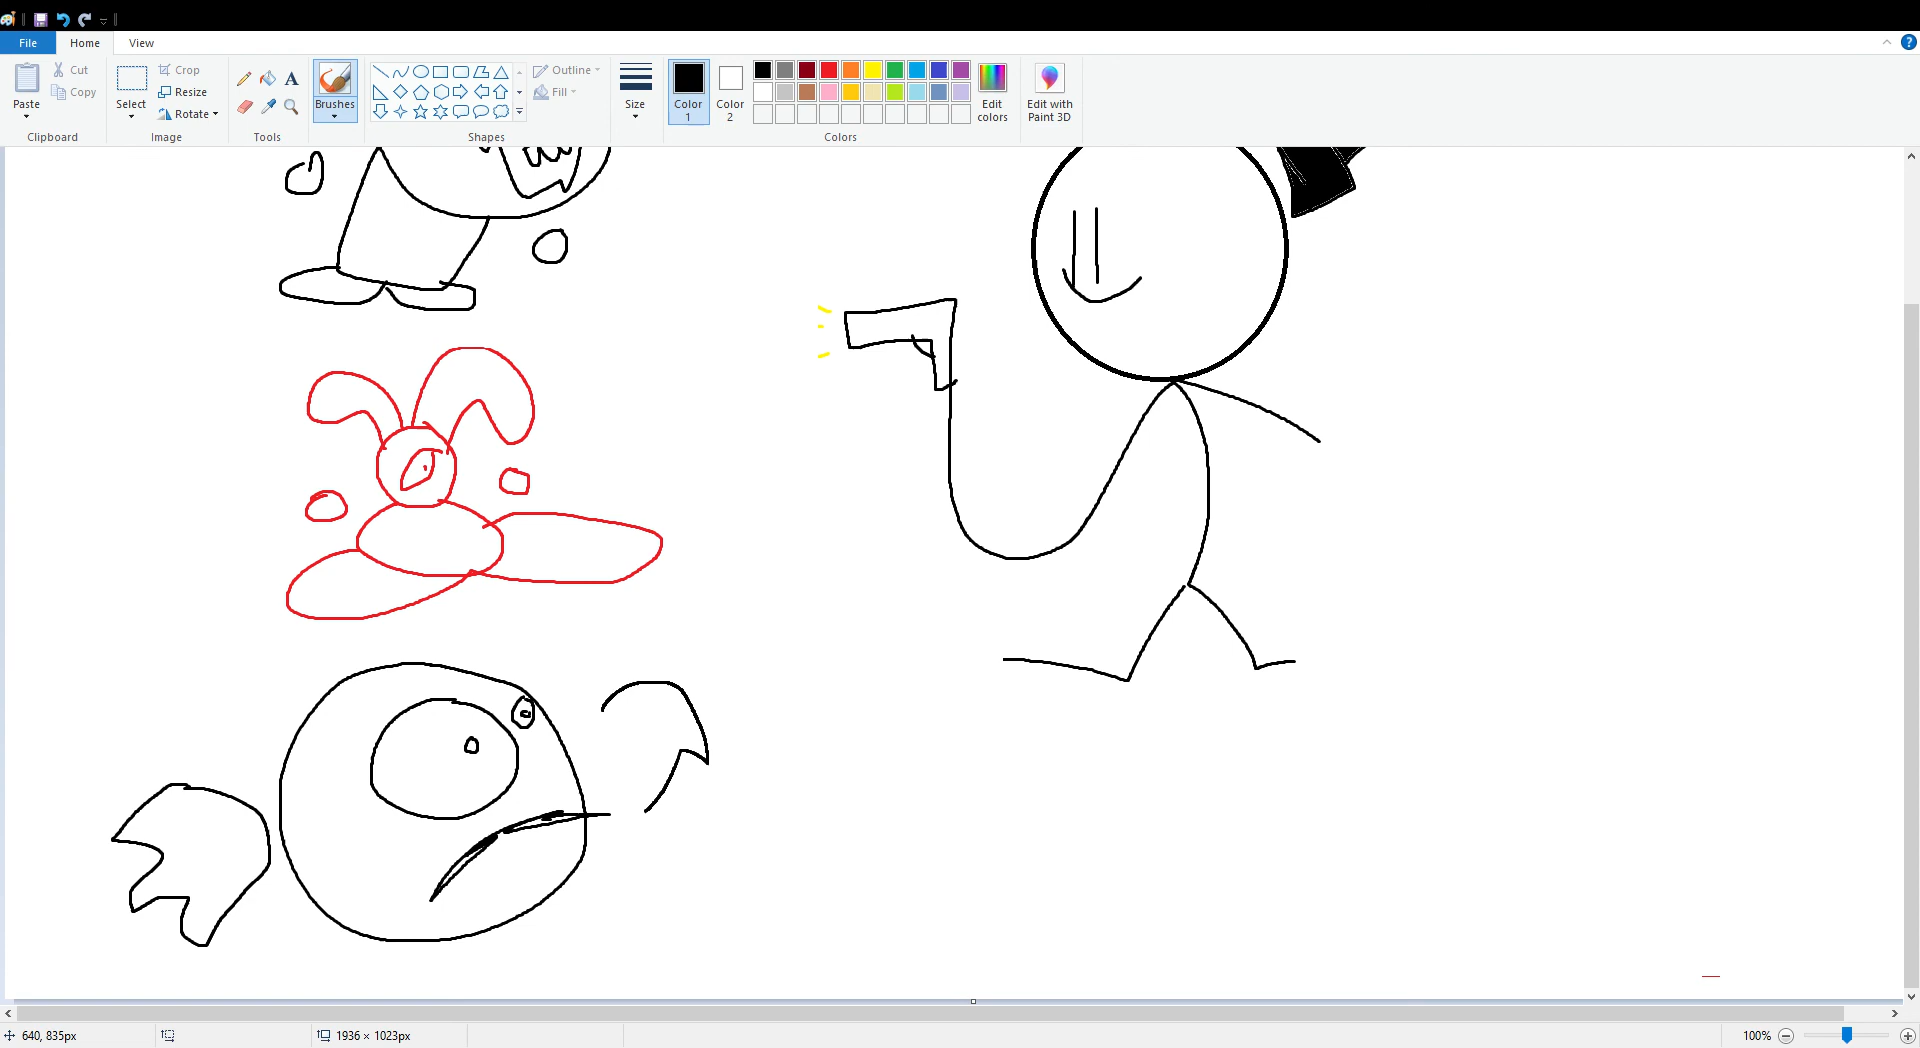 File Home View
Paste Cut Copy
Clipboard
Select Crop Resize Rotate
Image
A
Tools
Brushes
Shapes
Outline Fill
Size
Color 1
Color 2
Edit colors
Colors
Edit with Paint 3D
?
640, 835px
1936 × 1023px
100%